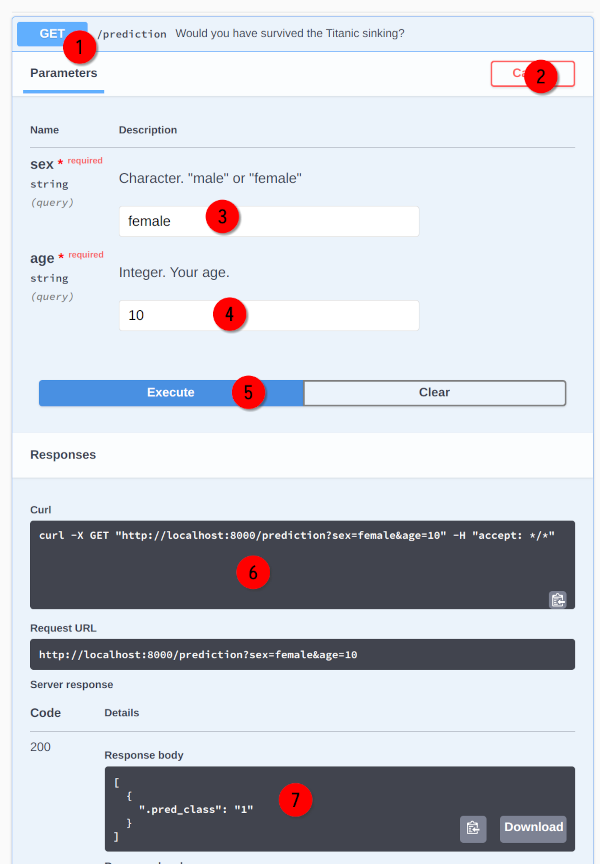 GET /prediction Would you have survived the Titanic sinking?
1
Parameters
2
Name Description
sex * required
string
(query)
Character. "male" or "female"
female
3
age * required
string
(query)
Integer. Your age.
10
4
Execute 5 Clear
Responses
Curl
curl -X GET "http://localhost:8000/prediction?sex=female&age=10" -H "accept: */*"
6
Request URL
http://localhost:8000/prediction?sex=female&age=10
Server response
Code Details
200
Response body
[
{
".pred_class": "1"
}
]
7
Download